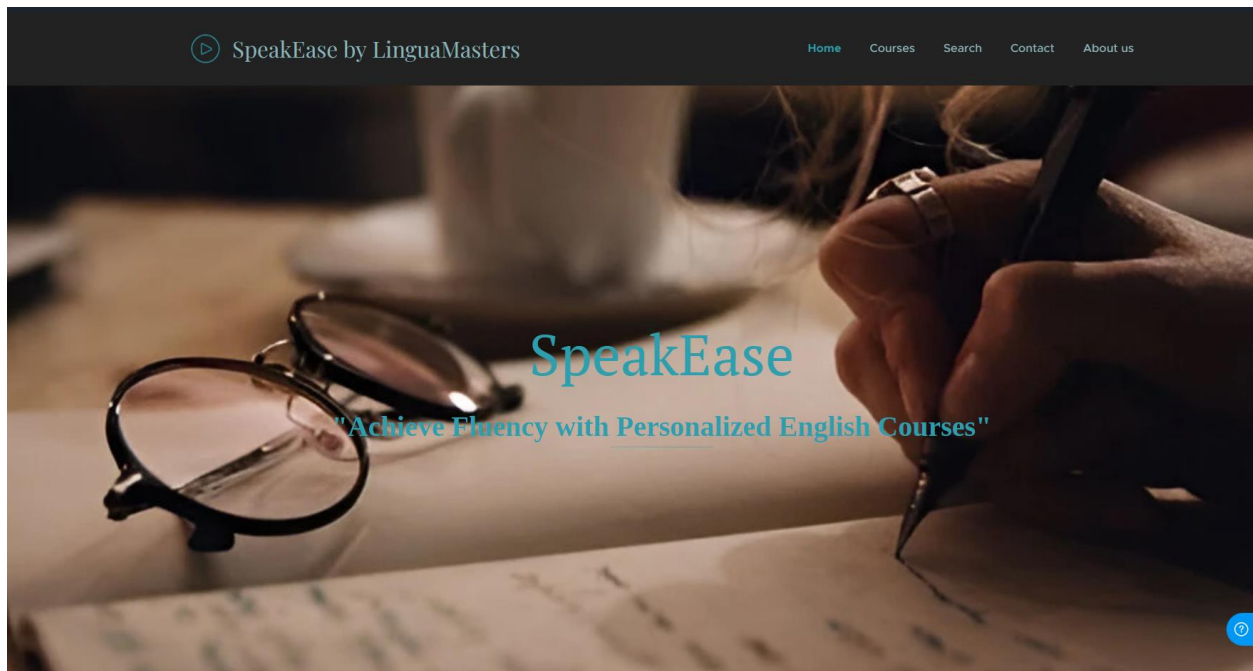 SpeakEase by LinguaMasters
Home Courses Search Contact About us
SpeakEase
"Achieve Fluency with Personalized English Courses"